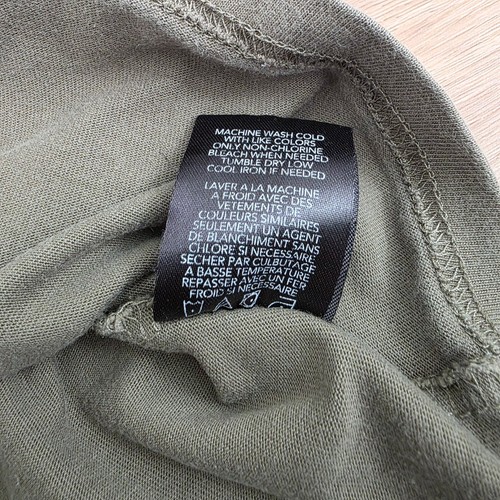 MACHINE WASH COLD
WITH LIKE COLORS
ONLY NON-CHLORINE
BLEACH WHEN NEEDED
TUMBLE DRY LOW
COOL IRON IF NEEDED
LAVER A LA MACHINE
A FROID AVEC DES
VETEMENTS DE
COULEURS SIMILAIRES
SEULEMENT UN AGENT
DE BLANCHIMENT SANS
CHLORE SI NECESSAIRE
SECHER PAR CULBUTAGE
A BASSE TEMPERATURE
REPASSER AVEC UN FER
FROID SI NECESSAIRE